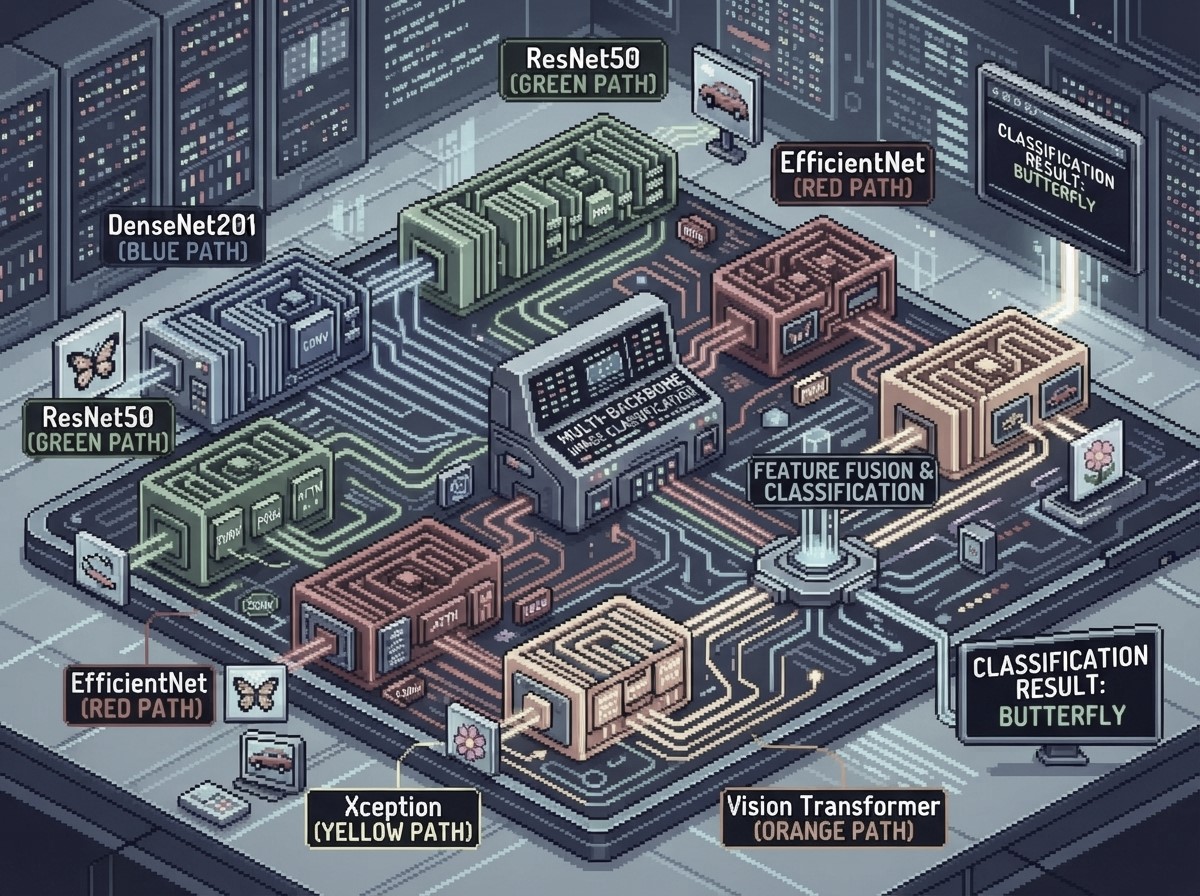 ResNet50
(GREEN PATH)
EfficientNet
(RED PATH)
CLASSIFICATION
RESULT:
BUTTERFLY
DenseNet201
(BLUE PATH)
CONV
ResNet50
(GREEN PATH)
MULTI-BACKBONE
FEATURE FUSION &
CLASSIFICATION
EfficientNet
(RED PATH)
CLASSIFICATION
RESULT:
BUTTERFLY
Xception
(YELLOW PATH)
Vision Transformer
(ORANGE PATH)